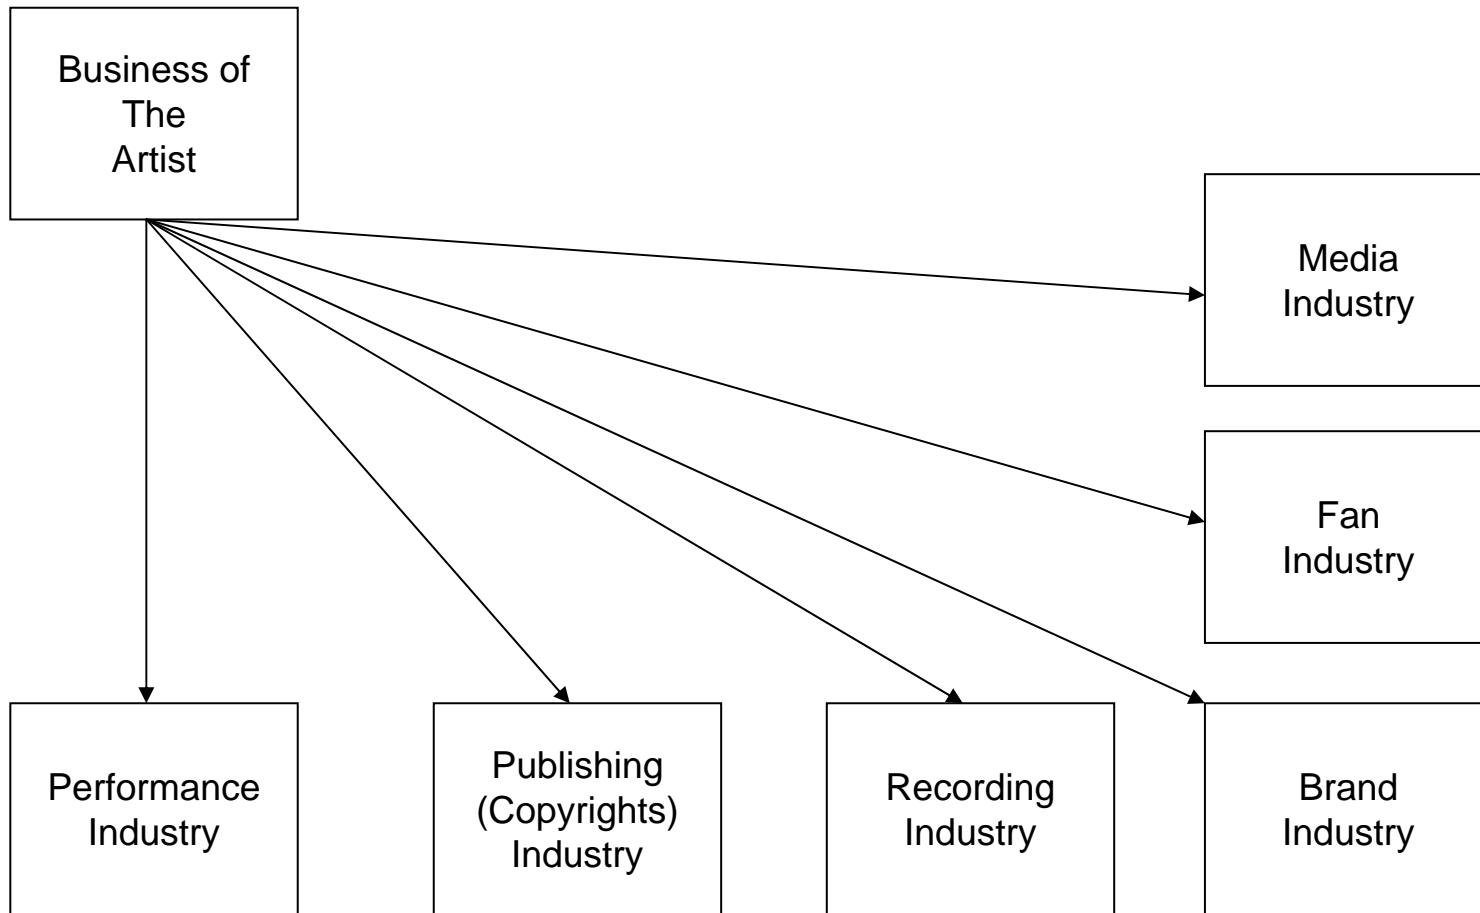 Business of
The
Artist
Media
Industry
Fan
Industry
Performance
Industry
Publishing
(Copyrights)
Industry
Recording
Industry
Brand
Industry